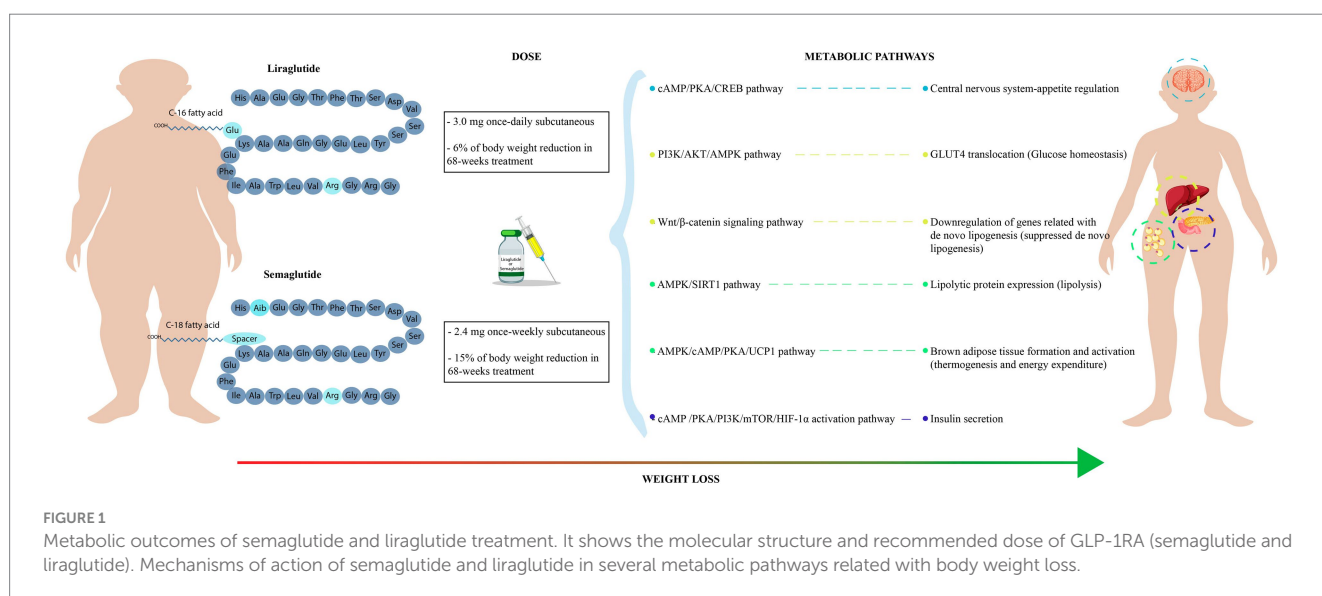 Liraglutide
His Ala Glu Gly Thr Phe Thr Ser Asp Val
Ser
C-16 fatty acid
COOH
Glu
Lys Ala Ala Gln Gly Glu Leu Tyr Ser
Glu
Phe
Ile Ala Trp Leu Val Arg Gly Arg Gly
Semaglutide
His Aib Glu Gly Thr Phe Thr Ser Asp Val
Ser
C-18 fatty acid
COOH
Spacer
Lys Ala Ala Gln Gly Glu Leu Tyr Ser
Glu
Phe
Ile Ala Trp Leu Val Arg Gly Arg Gly
DOSE
- 3.0 mg once-daily subcutaneous
- 6% of body weight reduction in
68-weeks treatment
Liraglutide
or
Semaglutide
- 2.4 mg once-weekly subcutaneous
- 15% of body weight reduction in
68-weeks treatment
METABOLIC PATHWAYS
cAMP/PKA/CREB pathway
Central nervous system-appetite regulation
PI3K/AKT/AMPK pathway
GLUT4 translocation (Glucose homeostasis)
Wnt/β-catenin signaling pathway
Downregulation of genes related with
de novo lipogenesis (suppressed de novo
lipogenesis)
AMPK/SIRT1 pathway
Lipolytic protein expression (lipolysis)
AMPK/cAMP/PKA/UCP1 pathway
Brown adipose tissue formation and activation
(thermogenesis and energy expenditure)
cAMP /PKA/PI3K/mTOR/HIF-1α activation pathway
Insulin secretion
WEIGHT LOSS
FIGURE 1
Metabolic outcomes of semaglutide and liraglutide treatment. It shows the molecular structure and recommended dose of GLP-1RA (semaglutide and
liraglutide). Mechanisms of action of semaglutide and liraglutide in several metabolic pathways related with body weight loss.